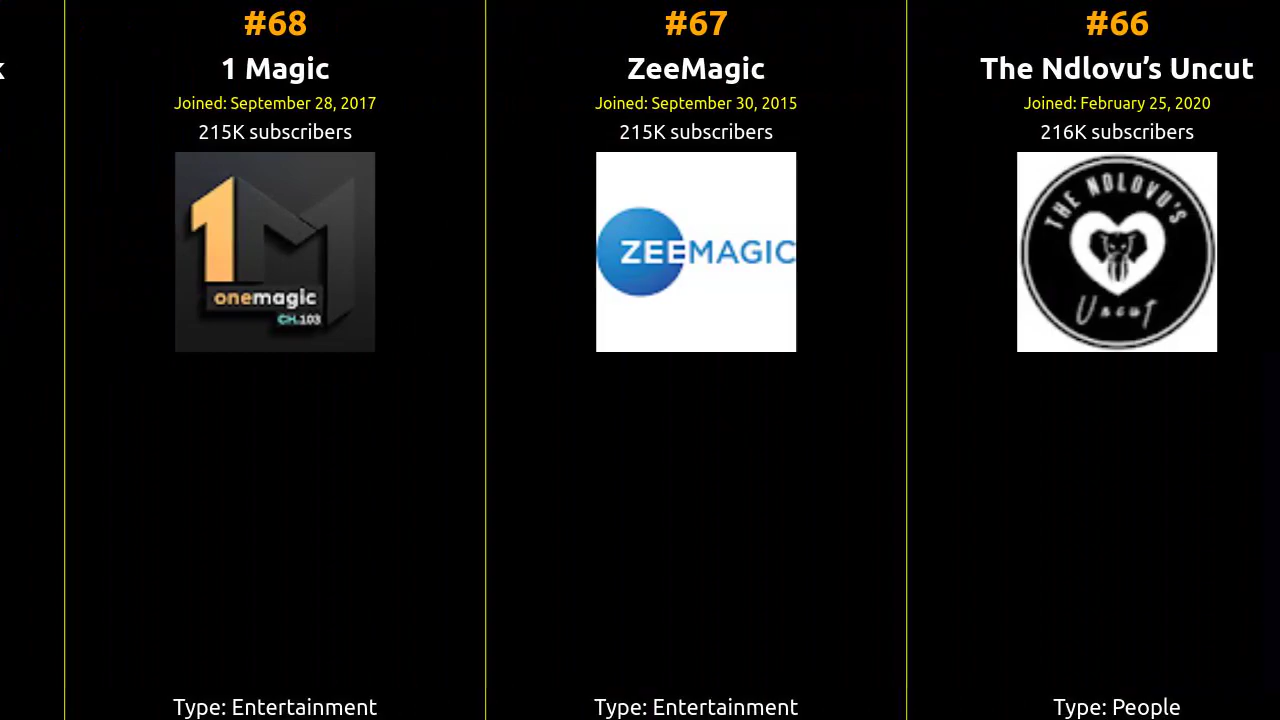 #68
1 Magic
Joined: September 28, 2017
215K subscribers
1
onemagic
CH.103
Type: Entertainment
#67
ZeeMagic
Joined: September 30, 2015
215K subscribers
ZEEMAGIC
Type: Entertainment
#66
The Ndlovu’s Uncut
Joined: February 25, 2020
216K subscribers
THE NDLOVU'S
Uncut
Type: People